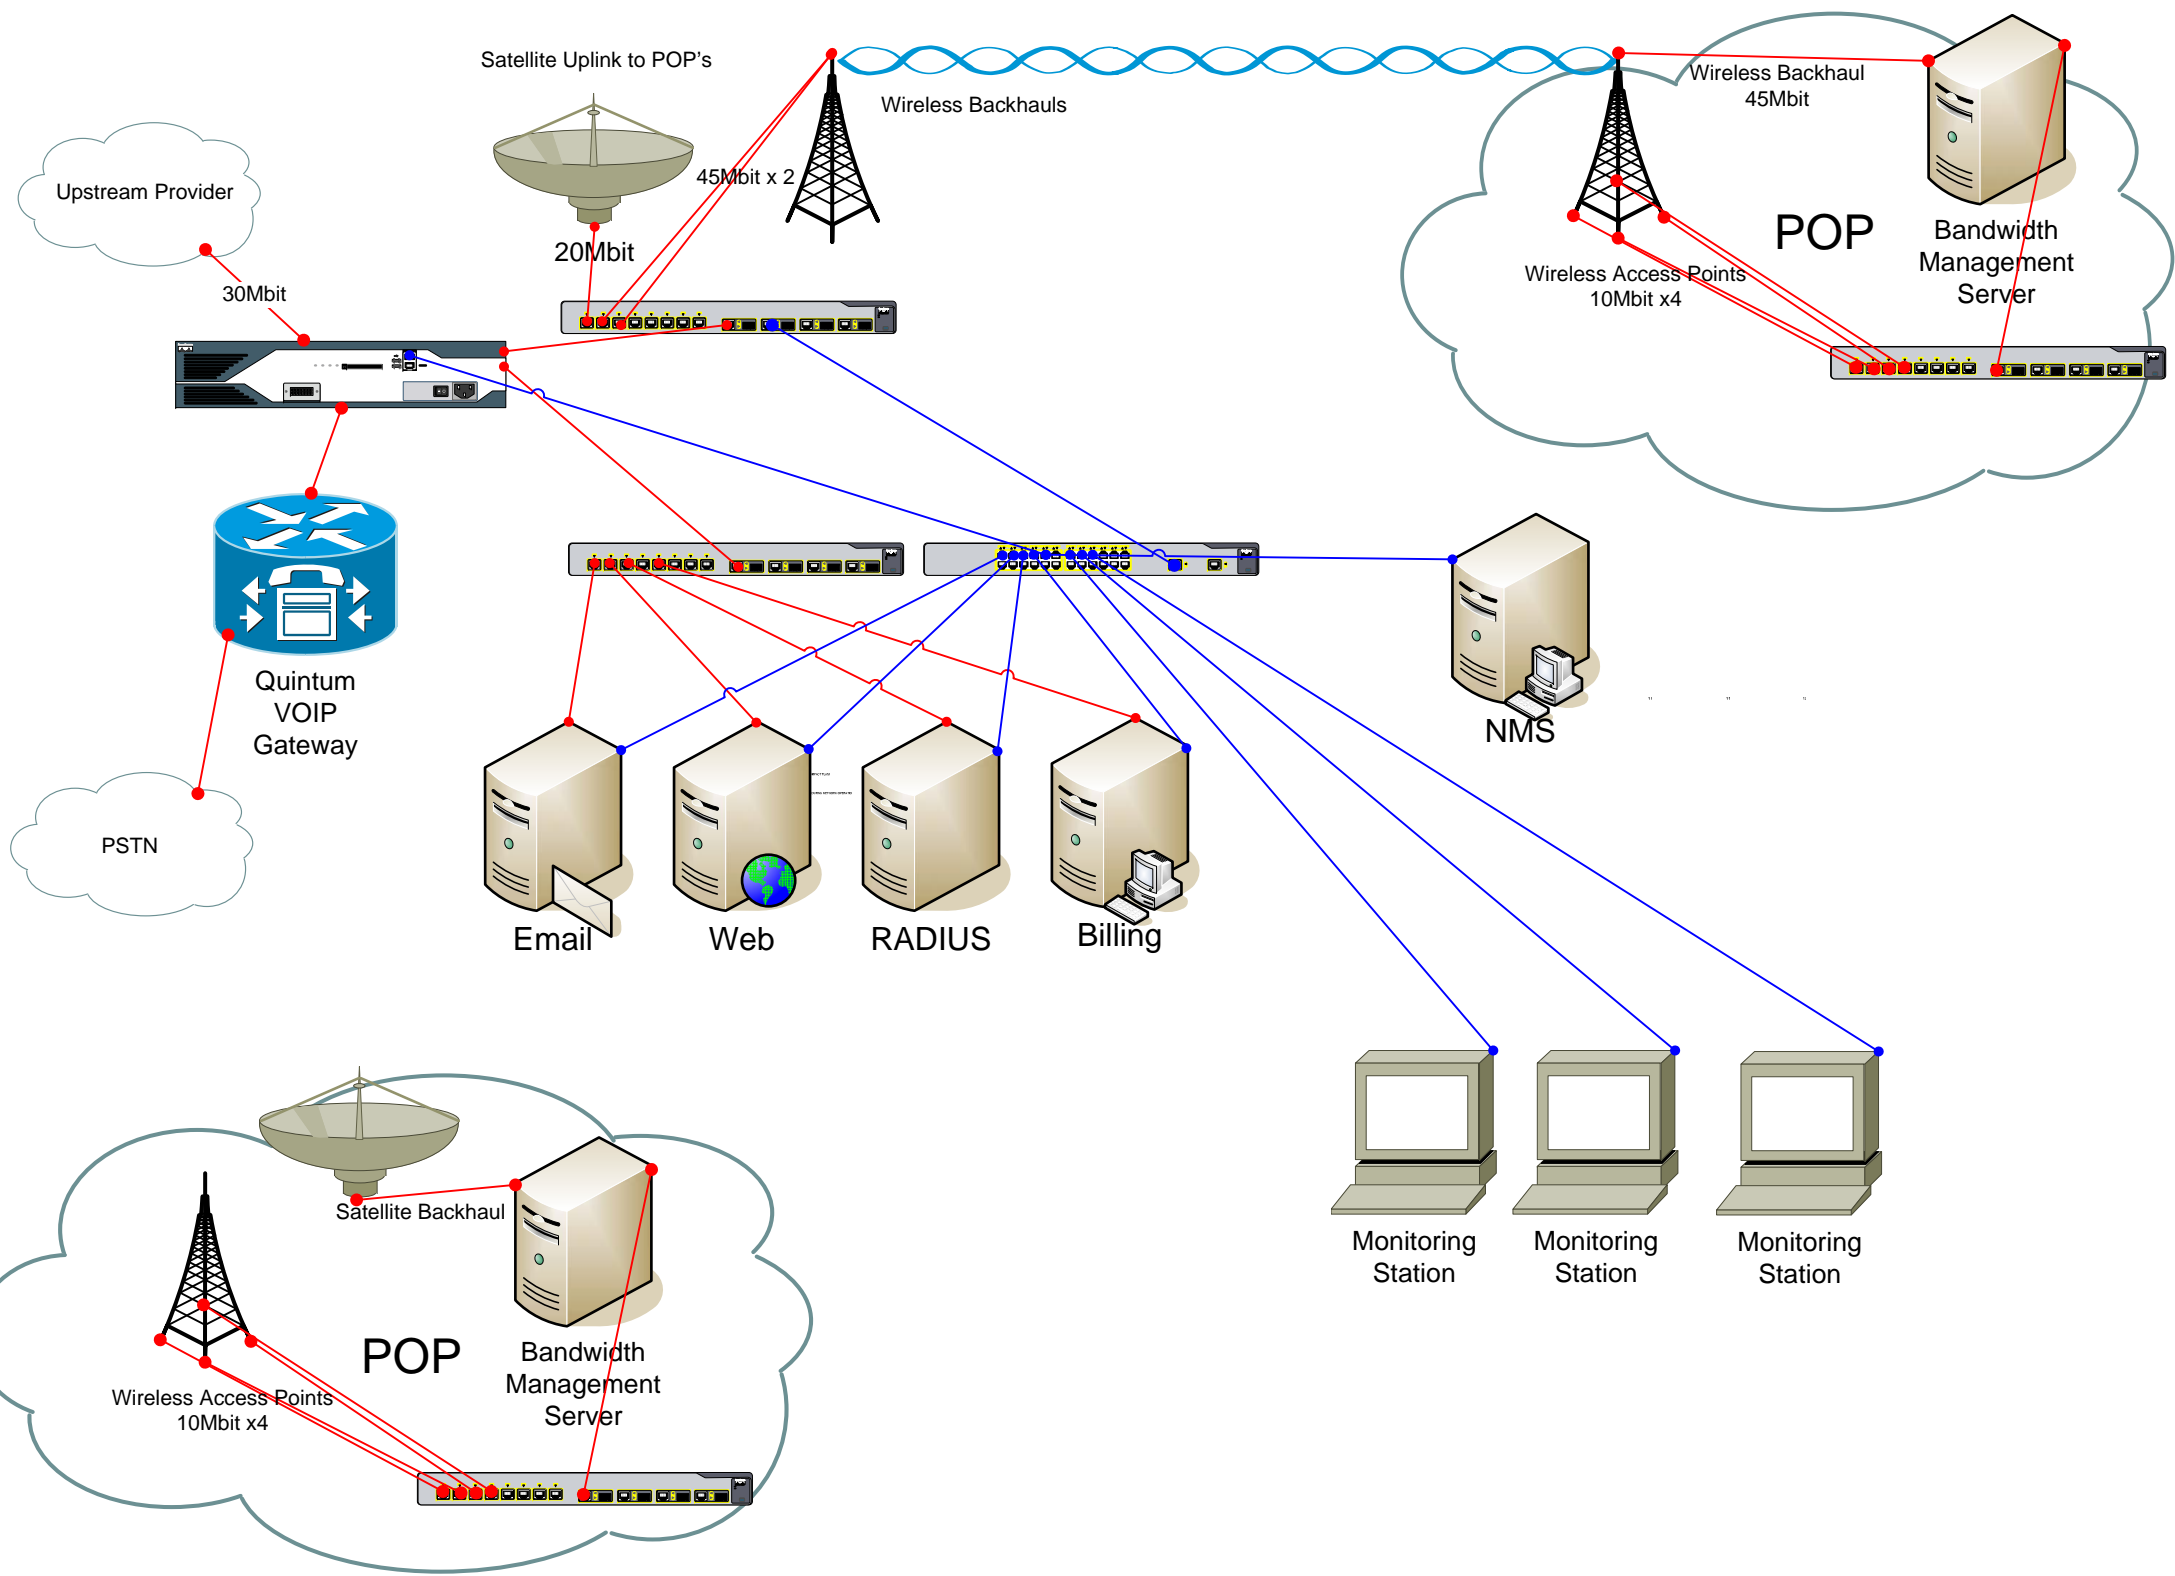 Satellite Uplink to POP's
Wireless Backhauls
Wireless Backhaul
45Mbit
45Mbit x 2
Upstream Provider
20Mbit
30Mbit
POP
Bandwidth
Management
Server
Wireless Access Points
10Mbit x4
Quintum
VOIP
Gateway
NMS
PSTN
Email
Web
RADIUS
Billing
Satellite Backhaul
Monitoring
Station
Monitoring
Station
Monitoring
Station
POP
Bandwidth
Management
Server
Wireless Access Points
10Mbit x4